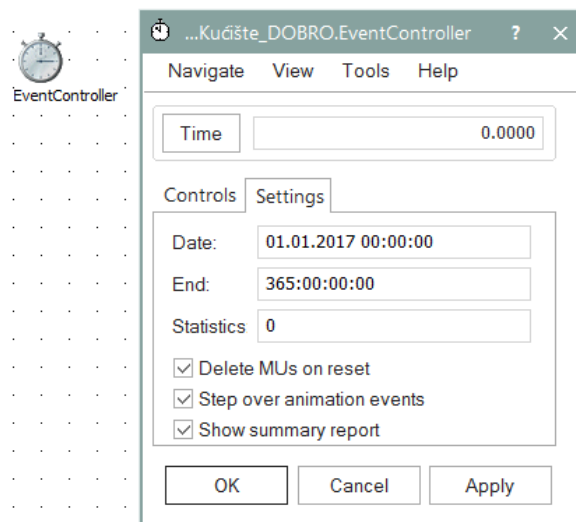 ...Kućište_DOBRO.EventController ? ×
EventController
Navigate View Tools Help
Time 0.0000
Controls Settings
Date: 01.01.2017 00:00:00
End: 365:00:00:00
Statistics 0
Delete MUs on reset
Step over animation events
Show summary report
OK Cancel Apply